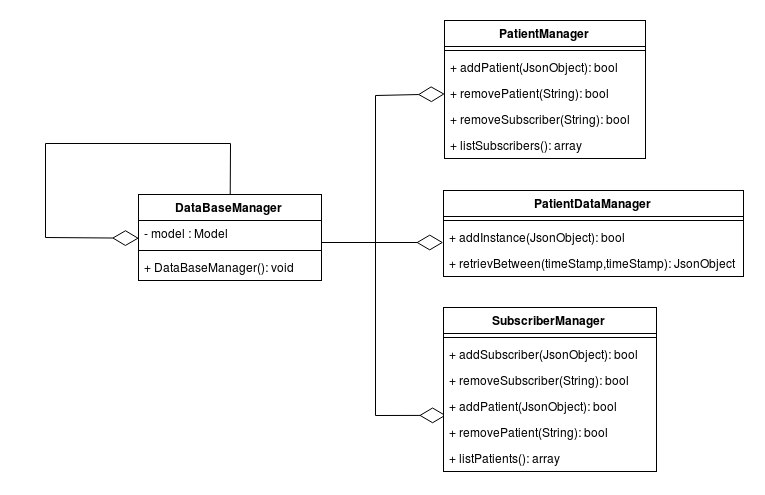 PatientManager
+ addPatient(JsonObject): bool
+ removePatient(String): bool
+ removeSubscriber(String): bool
+ listSubscribers(): array
DataBaseManager
- model : Model
+ DataBaseManager(): void
PatientDataManager
+ addInstance(JsonObject): bool
+ retrievBetween(timeStamp,timeStamp): JsonObject
SubscriberManager
+ addSubscriber(JsonObject): bool
+ removeSubscriber(String): bool
+ addPatient(JsonObject): bool
+ removePatient(String): bool
+ listPatients(): array